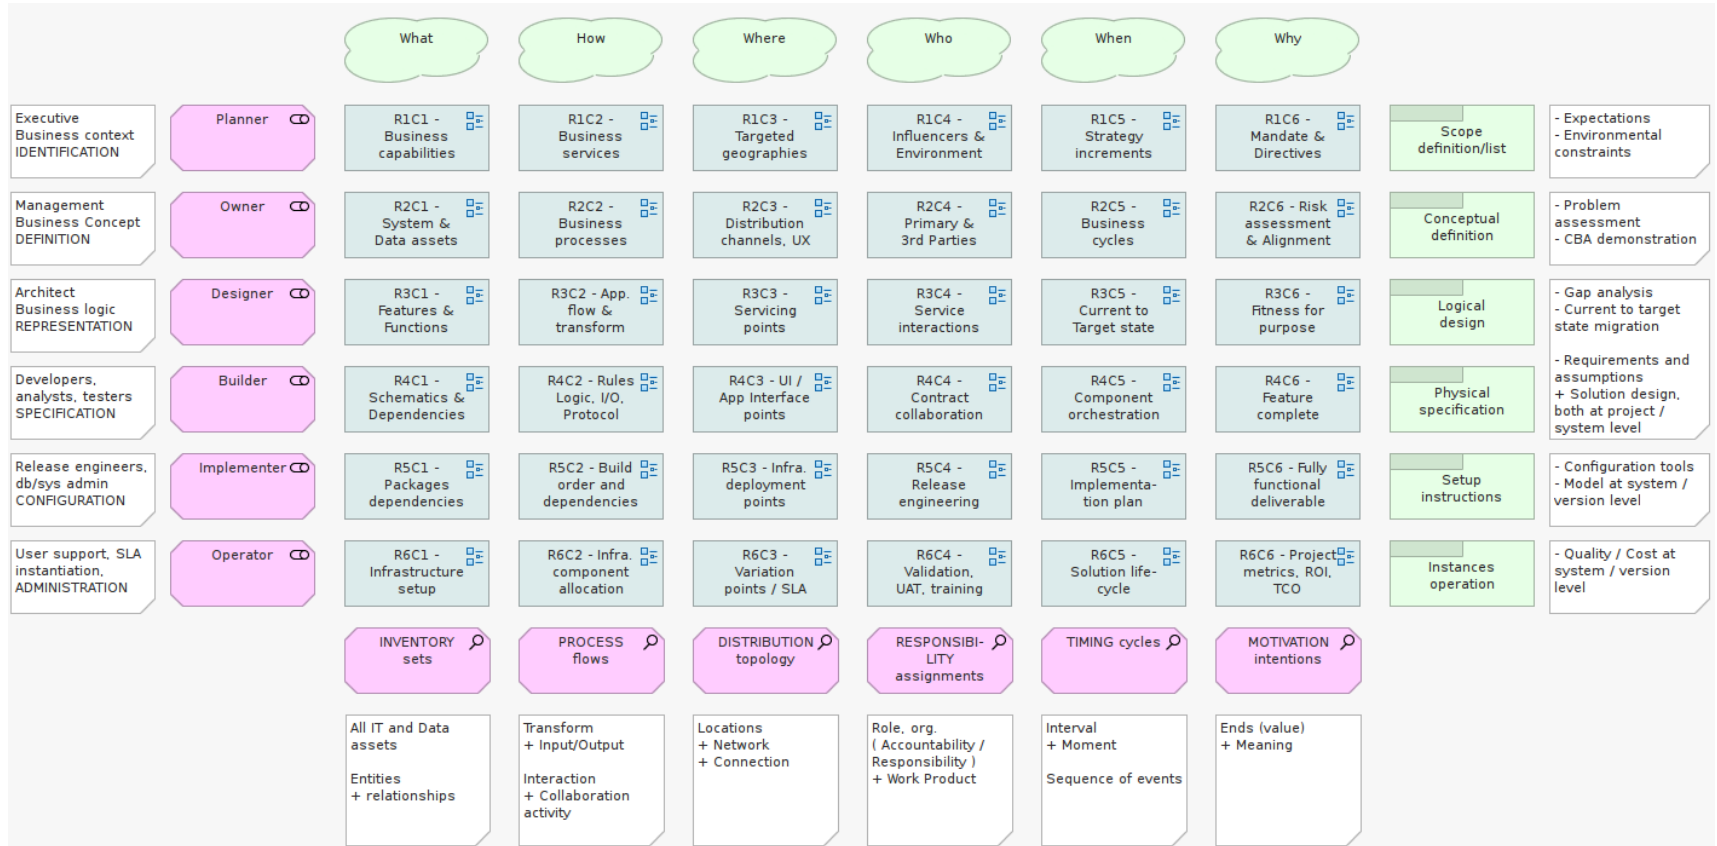 What
How
Where
Who
When
Why
Executive
Business context
IDENTIFICATION
Planner
R1C1 -
Business
capabilities
R1C2 -
Business
services
R1C3 -
Targeted
geographies
R1C4 -
Influencers &
Environment
R1C5 -
Strategy
increments
R1C6 -
Mandate &
Directives
Scope
definition/list
- Expectations
- Environmental
constraints
Management
Business Concept
DEFINITION
Owner
R2C1 -
System &
Data assets
R2C2 -
Business
processes
R2C3 -
Distribution
channels, UX
R2C4 -
Primary &
3rd Parties
R2C5 -
Business
cycles
R2C6 - Risk
assessment
& Alignment
Conceptual
definition
- Problem
assessment
- CBA demonstration
Architect
Business logic
REPRESENTATION
Designer
R3C1 -
Features &
Functions
R3C2 - App.
flow &
transform
R3C3 -
Servicing
points
R3C4 -
Service
interactions
R3C5 -
Current to
Target state
R3C6 -
Fitness for
purpose
Logical
design
- Gap analysis
- Current to target
state migration
- Requirements and
assumptions
+ Solution design,
both at project /
system level
Developers,
analysts, testers
SPECIFICATION
Builder
R4C1 -
Schematics &
Dependencies
R4C2 - Rules
Logic, I/O,
Protocol
R4C3 - UI /
App Interface
points
R4C4 -
Contract
collaboration
R4C5 -
Component
orchestration
R4C6 -
Feature
complete
Physical
specification
Release engineers,
db/sys admin
CONFIGURATION
Implementer
R5C1 -
Packages
dependencies
R5C2 - Build
order and
dependencies
R5C3 - Infra.
deployment
points
R5C4 -
Release
engineering
R5C5 -
Implementa-
tion plan
R5C6 - Fully
functional
deliverable
Setup
instructions
- Configuration tools
- Model at system /
version level
User support, SLA
instantiation,
ADMINISTRATION
Operator
R6C1 -
Infrastructure
setup
R6C2 - Infra.
component
allocation
R6C3 -
Variation
points / SLA
R6C4 -
Validation,
UAT, training
R6C5 -
Solution life-
cycle
R6C6 - Project
metrics, ROI,
TCO
Instances
operation
- Quality / Cost at
system / version
level
INVENTORY
sets
PROCESS
flows
DISTRIBUTION
topology
RESPONSIBI-
LITY
assignments
TIMING cycles
MOTIVATION
intentions
All IT and Data
assets
Entities
+ relationships
Transform
+ Input/Output
Interaction
+ Collaboration
activity
Locations
+ Network
+ Connection
Role, org.
( Accountability /
Responsibility )
+ Work Product
Interval
+ Moment
Sequence of events
Ends (value)
+ Meaning